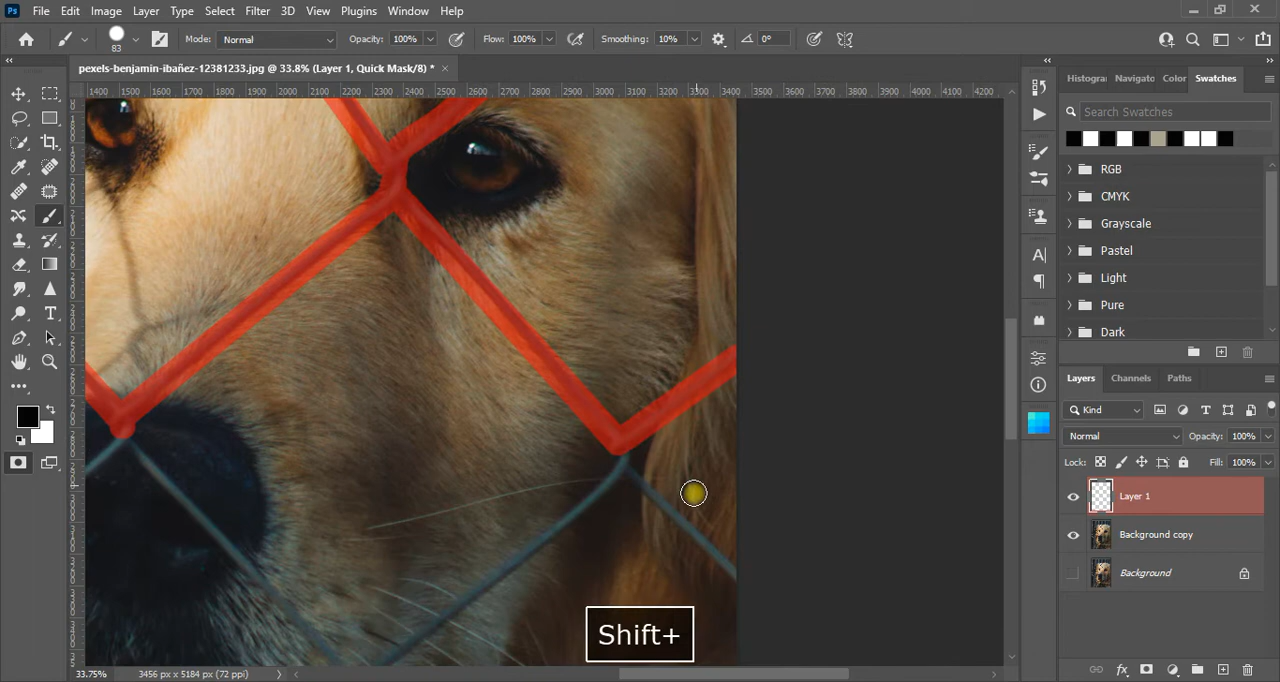 Ps File Edit Image Layer Type Select Filter 3D View Plugins Window Help
83 Mode: Normal Opacity: 100% Flow: 100% Smoothing: 10% 0°
pexels-benjamin-ibañez-12381233.jpg @ 33.8% (Layer 1, Quick Mask/8) * ×
Histogra Navigato Color Swatches
1400 1500 1600 1700 1800 1900 2000 2100 2200 2300 2400 2500 2600 2700 2800 2900 3000 3100 3200 3300 3400 3500 3600 3700 3800 3900 4000 4100 4200
Search Swatches
RGB
CMYK
Grayscale
Pastel
Light
Pure
Dark
Layers Channels Paths
Kind
Normal Opacity: 100%
Lock: Fill: 100%
Layer 1
Background copy
Background
Shift+
33.75% 3456 px x 5184 px (72 ppi)